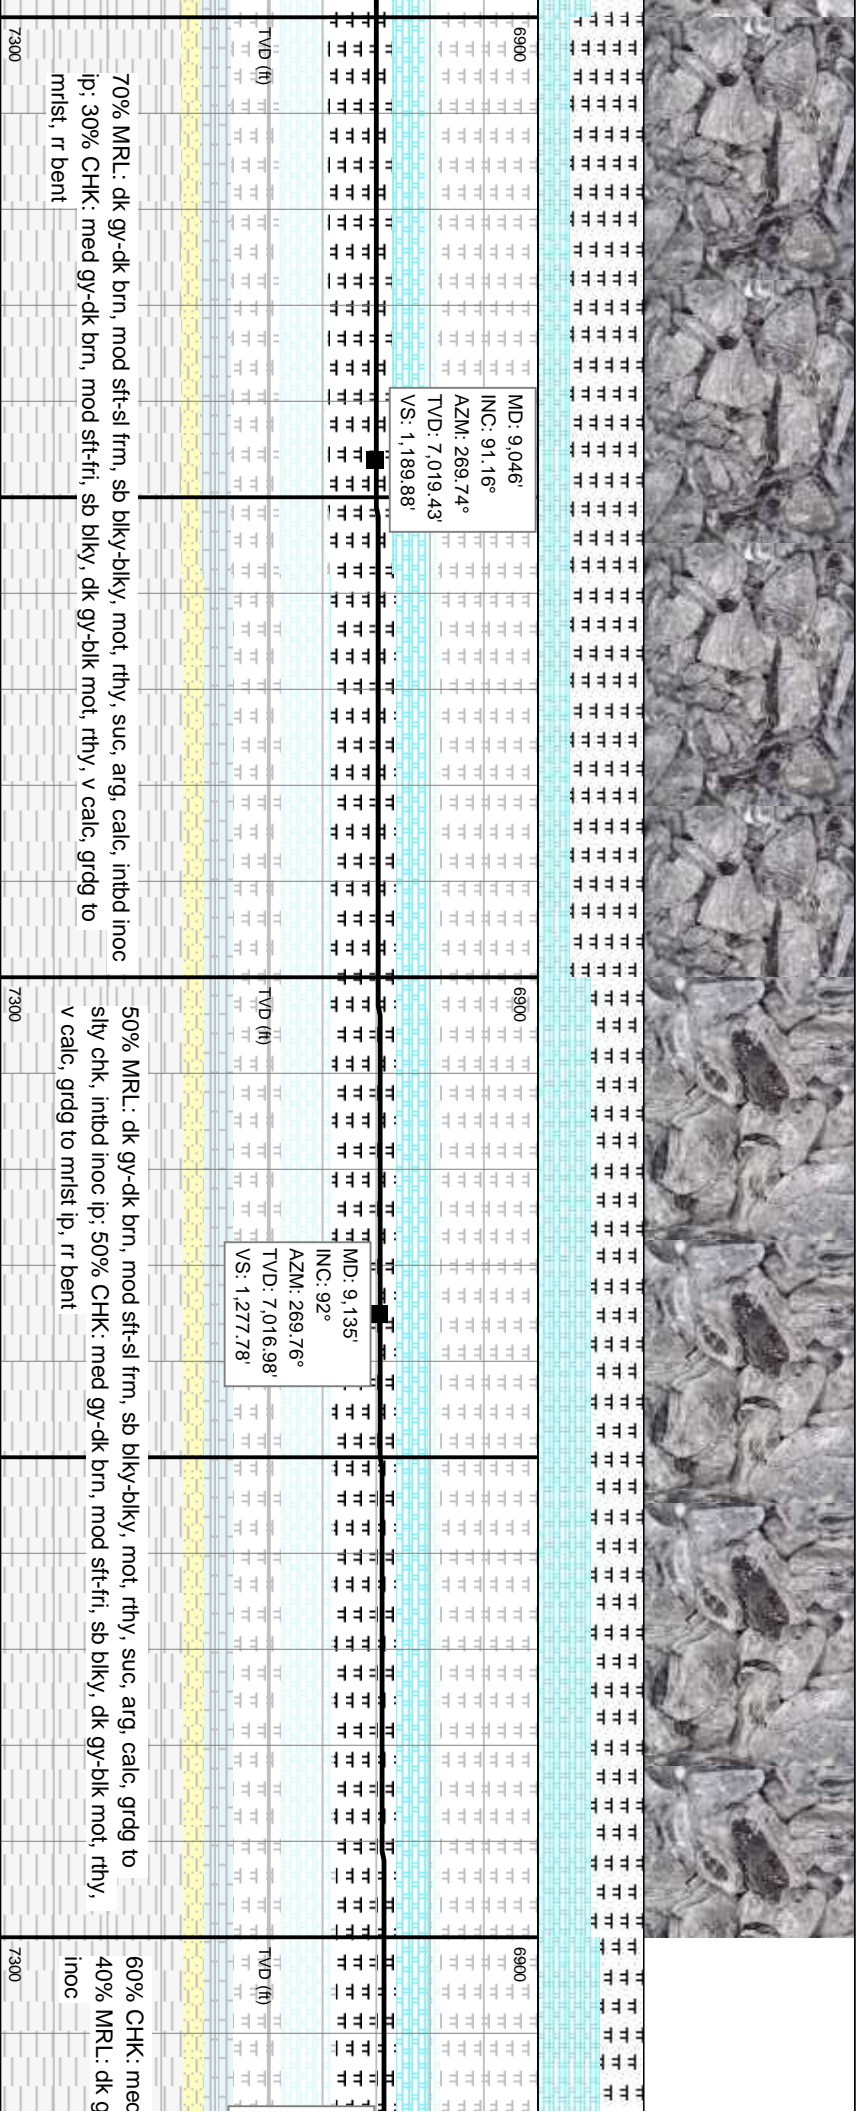 6900
TVD (ft)
7300
70% MRL: dk gy-dk brn, mod sft-sl frm, sb blky-blky, mot, rthy, suc, arg, calc, intbd inoc
ip; 30% CHK: med gy-dk brn, mod sft-fri, sb blky, dk gy-blk mot, rthy, v calc, grdg to
mrlst, rr bent
MD: 9,046'
INC: 91.16°
AZM: 269.74°
TVD: 7,019.43'
VS: 1,189.88'
6900
TVD (ft)
7300
50% MRL: dk gy-dk brn, mod sft-sl frm, sb blky-blky, mot, rthy, suc, arg, calc, grdg to
slty chk, intbd inoc ip; 50% CHK: med gy-dk brn, mod sft-fri, sb blky, dk gy-blk mot, rthy,
v calc, grdg to mrlst ip, rr bent
MD: 9,135'
INC: 92°
AZM: 269.76°
TVD: 7,016.98'
VS: 1,277.78'
6900
TVD (ft)
7300
60% CHK: med
40% MRL: dk g
inoc